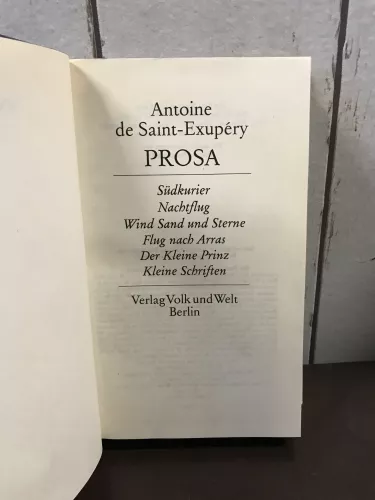 Antoine
de Saint-Exupéry
PROSA
Südkurier
Nachtflug
Wind Sand und Sterne
Flug nach Arras
Der Kleine Prinz
Kleine Schriften
Verlag Volk und Welt
Berlin